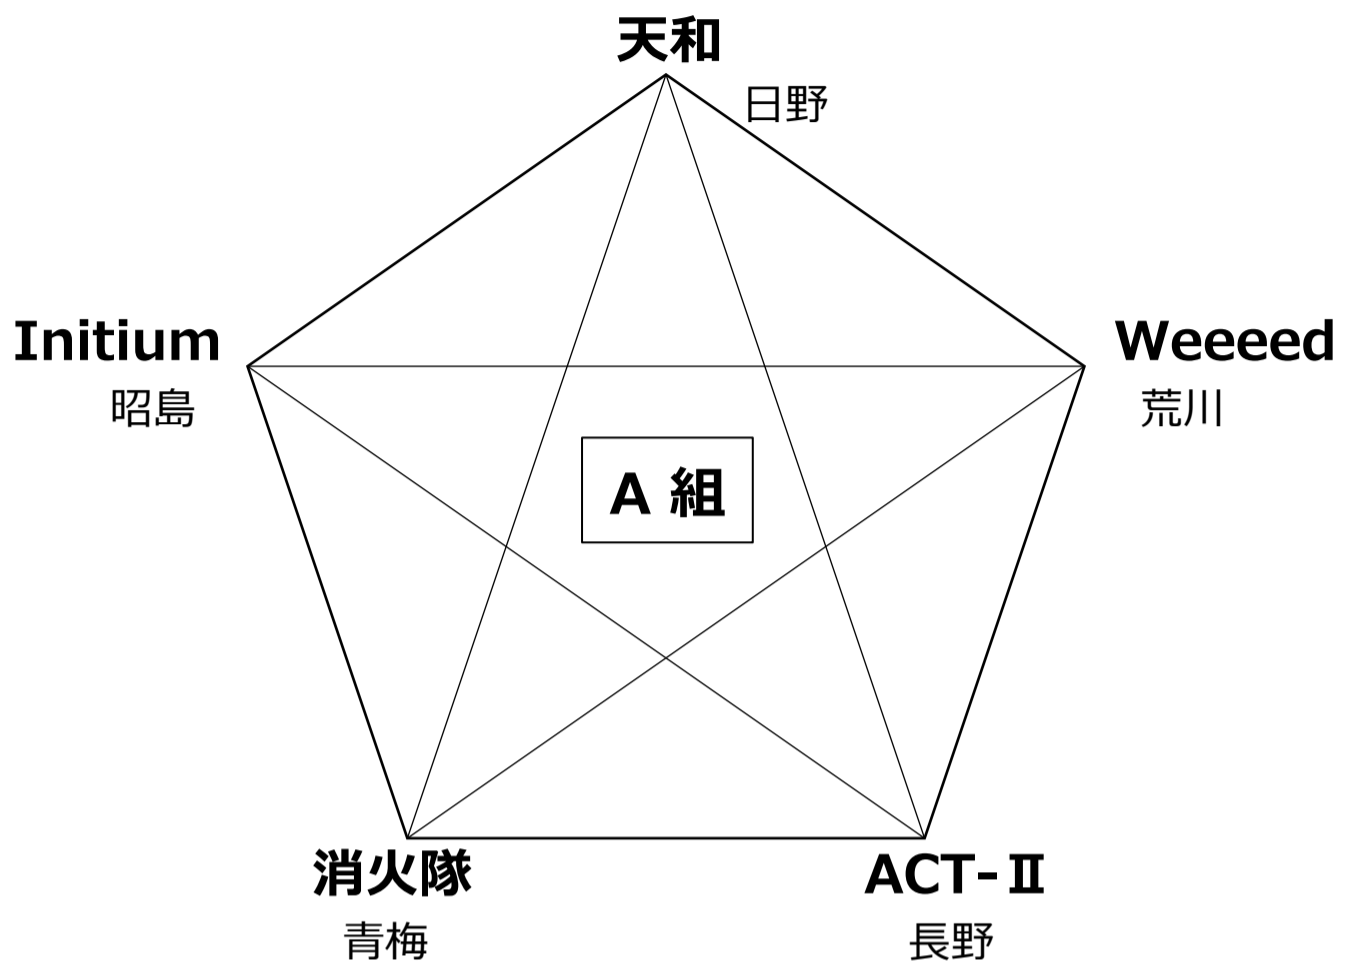 天和
日野
Initium
昭島
Weeeed
荒川
A 組
消火隊
青梅
ACT-Ⅱ
長野